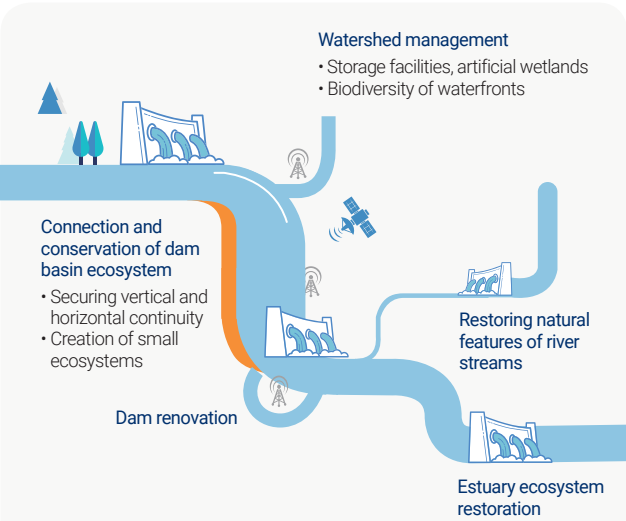 Watershed management
• Storage facilities, artificial wetlands
• Biodiversity of waterfronts
Connection and
conservation of dam
basin ecosystem
• Securing vertical and
horizontal continuity
• Creation of small
ecosystems
Restoring natural
features of river
streams
Dam renovation
Estuary ecosystem
restoration